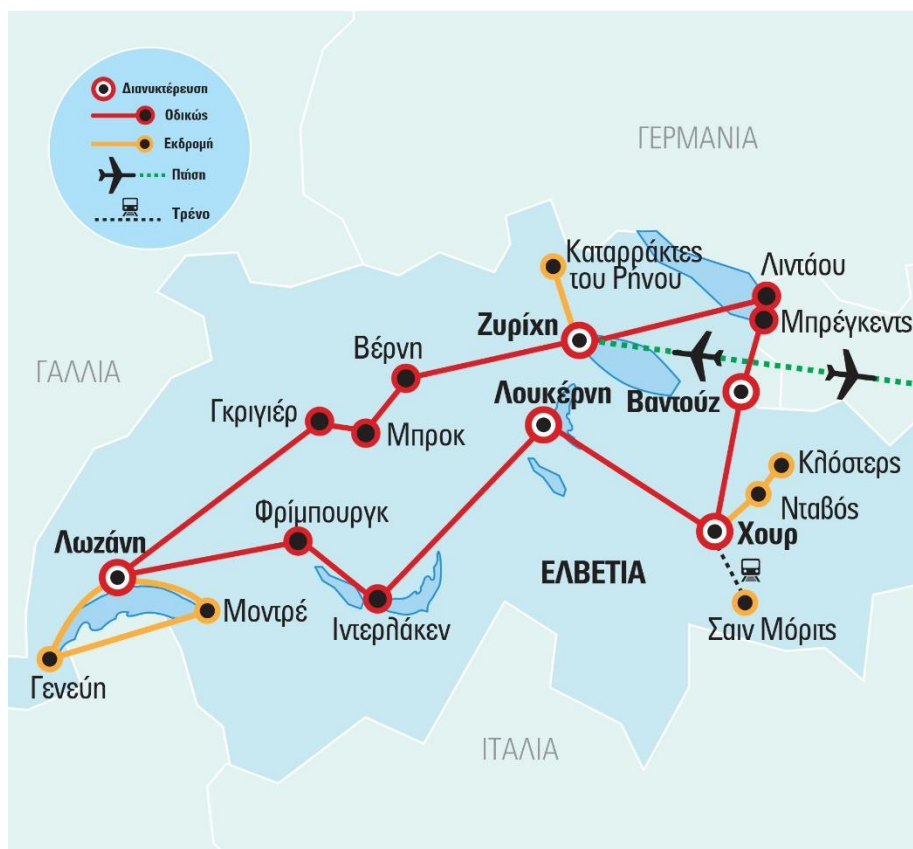 Διανυκτέρευση
Οδικώς
Εκδρομή
Πτήση
Τρένο
ΓΕΡΜΑΝΙΑ
Καταρράκτες
του Ρήνου
Λιντάου
Ζυρίχη
Μπρέγκεντς
Βέρνη
ΓΑΛΛΙΑ
Λουκέρνη
Βαντούζ
Γκριγιέρ
Μπροκ
Κλόστερς
Νταβός
Φρίμπουργκ
Χουρ
Λωζάνη
ΕΛΒΕΤΙΑ
Μοντρέ
Ιντερλάκεν
Σαιν Μόριτς
Γενεύη
ΙΤΑΛΙΑ